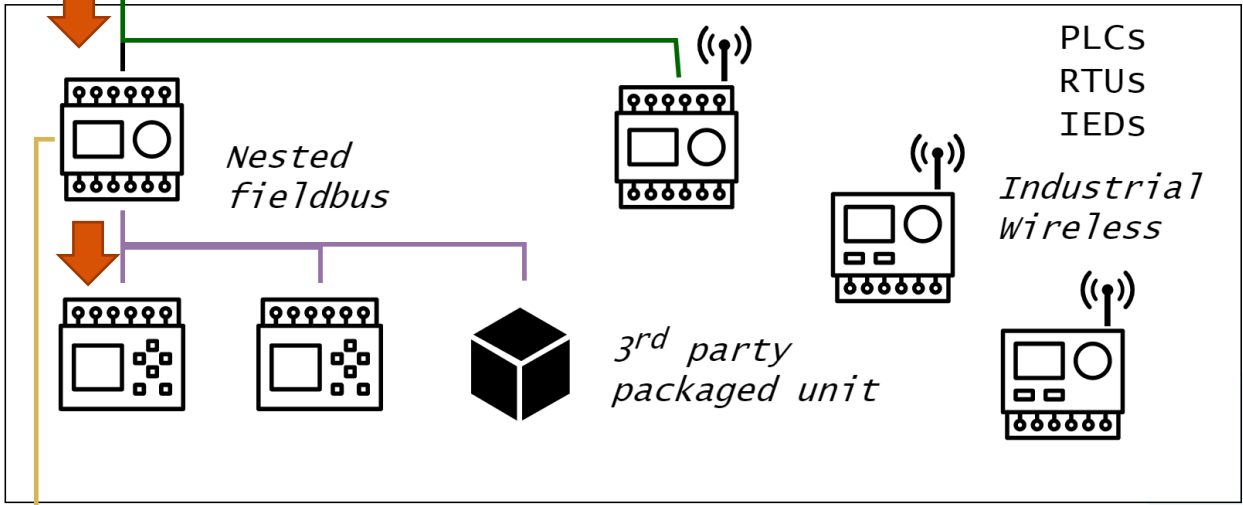 PLCs
RTUs
IEDs
Nested
fieldbus
Industrial
Wireless
3rd party
packaged unit